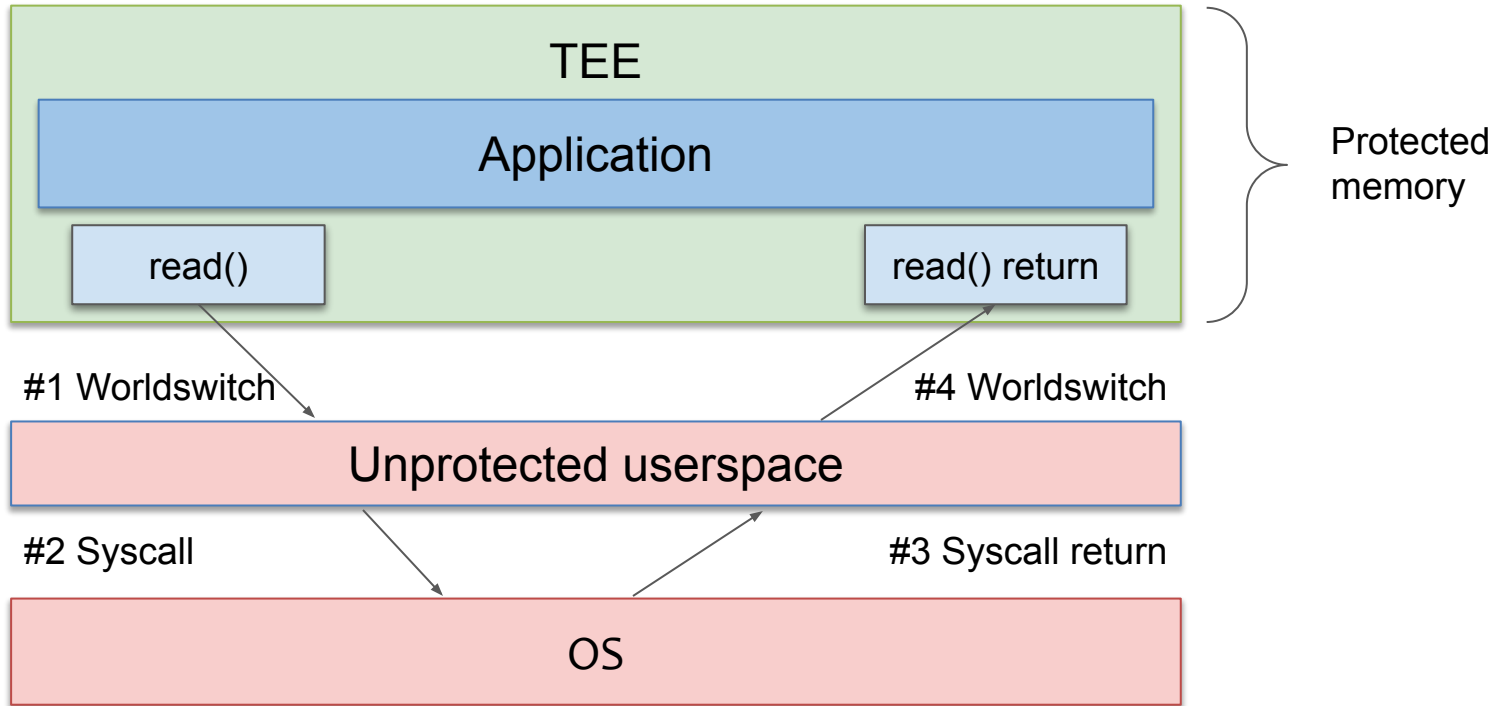 TEE
Application
Protected
memory
read()
read() return
#1 Worldswitch
#4 Worldswitch
Unprotected userspace
#2 Syscall
#3 Syscall return
OS